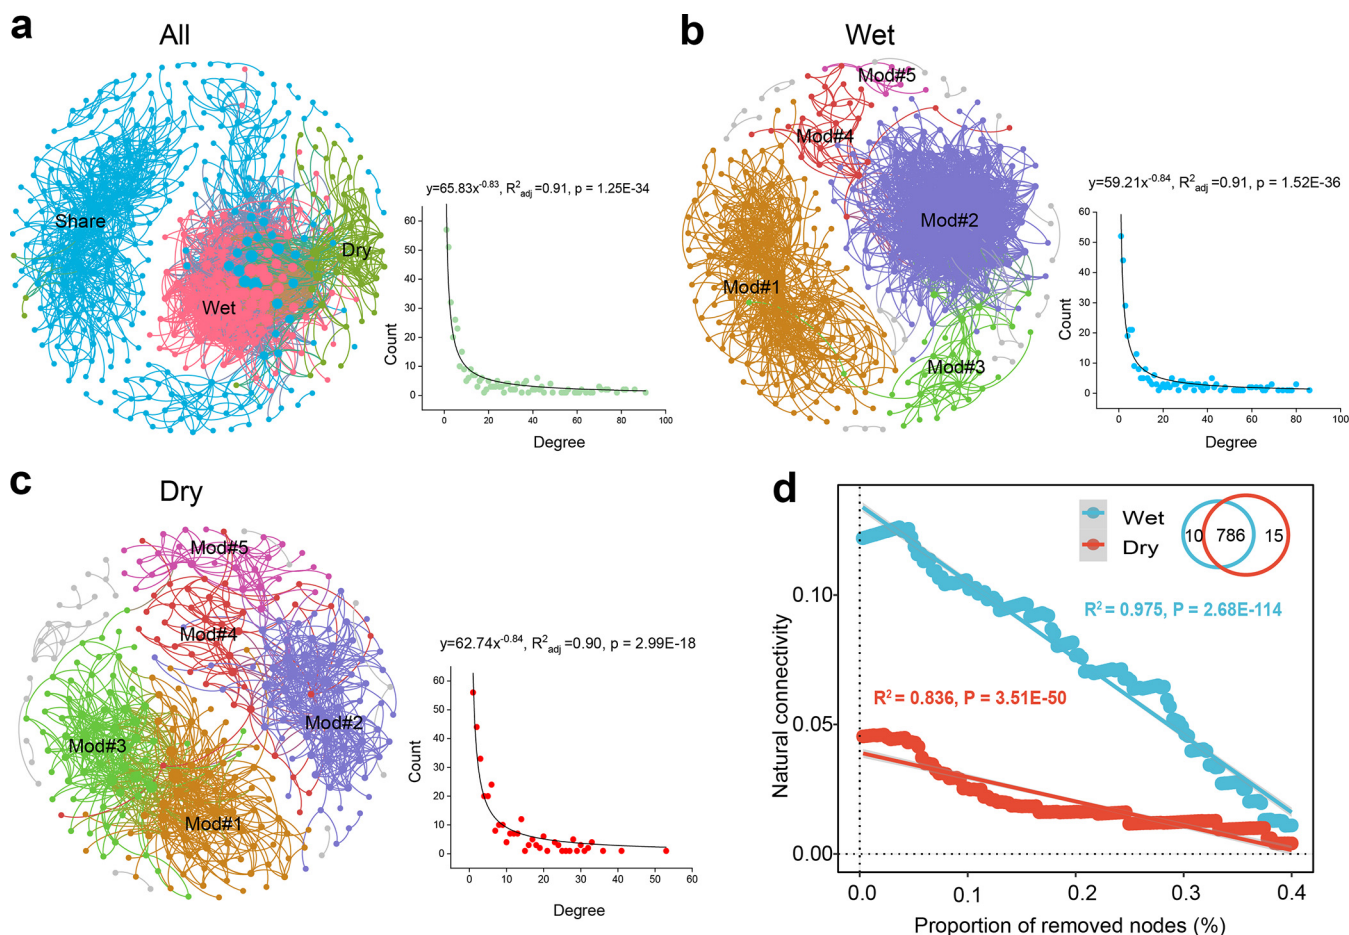 a
All
Share
Wet
Dry
y=65.83x^-0.83, R²adj=0.91, p = 1.25E-34
Count
60
50
40
30
20
10
0
0 20 40 60 80 100
Degree
b
Wet
Mod#5
Mod#4
Mod#2
Mod#1
Mod#3
y=59.21x^-0.84, R²adj=0.91, p = 1.52E-36
Count
60
50
40
30
20
10
0
0 20 40 60 80 100
Degree
c
Dry
Mod#5
Mod#4
Mod#2
Mod#3
Mod#1
y=62.74x^-0.84, R²adj=0.90, p = 2.99E-18
Count
60
50
40
30
20
10
0
0 10 20 30 40 50 60
Degree
d
Wet
Dry
10 786 15
R² = 0.975, P = 2.68E-114
R² = 0.836, P = 3.51E-50
Natural connectivity
0.10
0.05
0.00
0.0 0.1 0.2 0.3 0.4
Proportion of removed nodes (%)